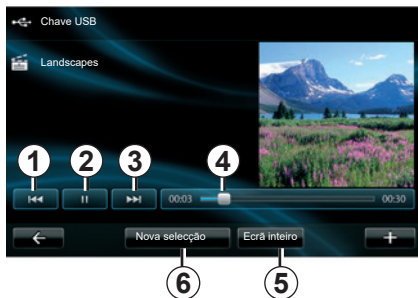 Chave USB
Landscapes
1 2 3 4
00:03 00:30
Nova selecção Ecrã inteiro
6 5